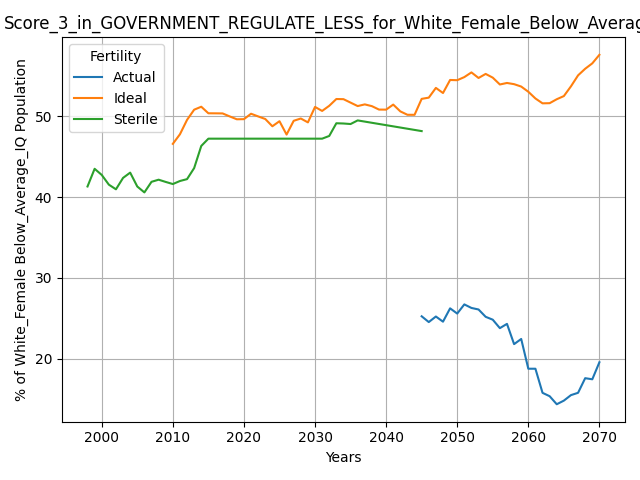 Score_3_in_GOVERNMENT_REGULATE_LESS_for_White_Female_Below_Averag
Fertility
Actual
Ideal
Sterile
% of White_Female Below_Average_IQ Population
50
40
30
20
2000 2010 2020 2030 2040 2050 2060 2070
Years